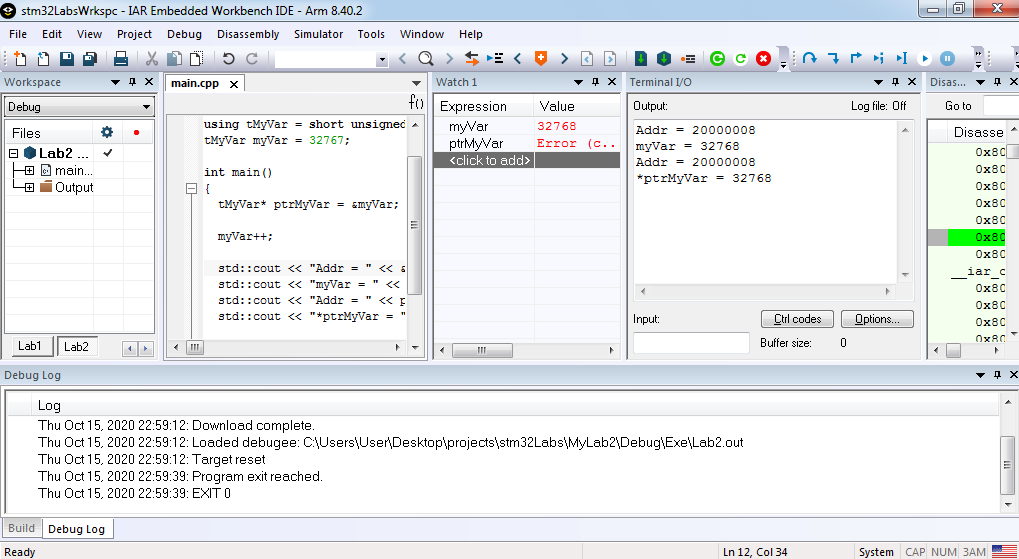 stm32LabsWrkspc - IAR Embedded Workbench IDE - Arm 8.40.2
File Edit View Project Debug Disassembly Simulator Tools Window Help
Workspace
Debug
Files
Lab2 ...
main...
Output
Lab1 Lab2
main.cpp
f()
using tMyVar = short unsigned
tMyVar myVar = 32767;
int main()
{
tMyVar* ptrMyVar = &myVar;
myVar++;
std::cout << "Addr = " << &
std::cout << "myVar = " <<
std::cout << "Addr = " << p
std::cout << "*ptrMyVar = "
Watch 1
Expression Value
myVar 32768
ptrMyVar Error (c..
<click to add>
Terminal I/O
Output: Log file: Off
Addr = 20000008
myVar = 32768
Addr = 20000008
*ptrMyVar = 32768
Input: Ctrl codes Options...
Buffer size: 0
Disas...
Go to
Disasse
0x80
0x80
0x80
0x80
0x80
0x80
0x80
__iar_c
0x80
0x80
0x80
0x80
Debug Log
Log
Thu Oct 15, 2020 22:59:12: Download complete.
Thu Oct 15, 2020 22:59:12: Loaded debugee: C:\Users\User\Desktop\projects\stm32Labs\MyLab2\Debug\Exe\Lab2.out
Thu Oct 15, 2020 22:59:12: Target reset
Thu Oct 15, 2020 22:59:39: Program exit reached.
Thu Oct 15, 2020 22:59:39: EXIT 0
Build Debug Log
Ready Ln 12, Col 34 System CAP NUM ЗАМ